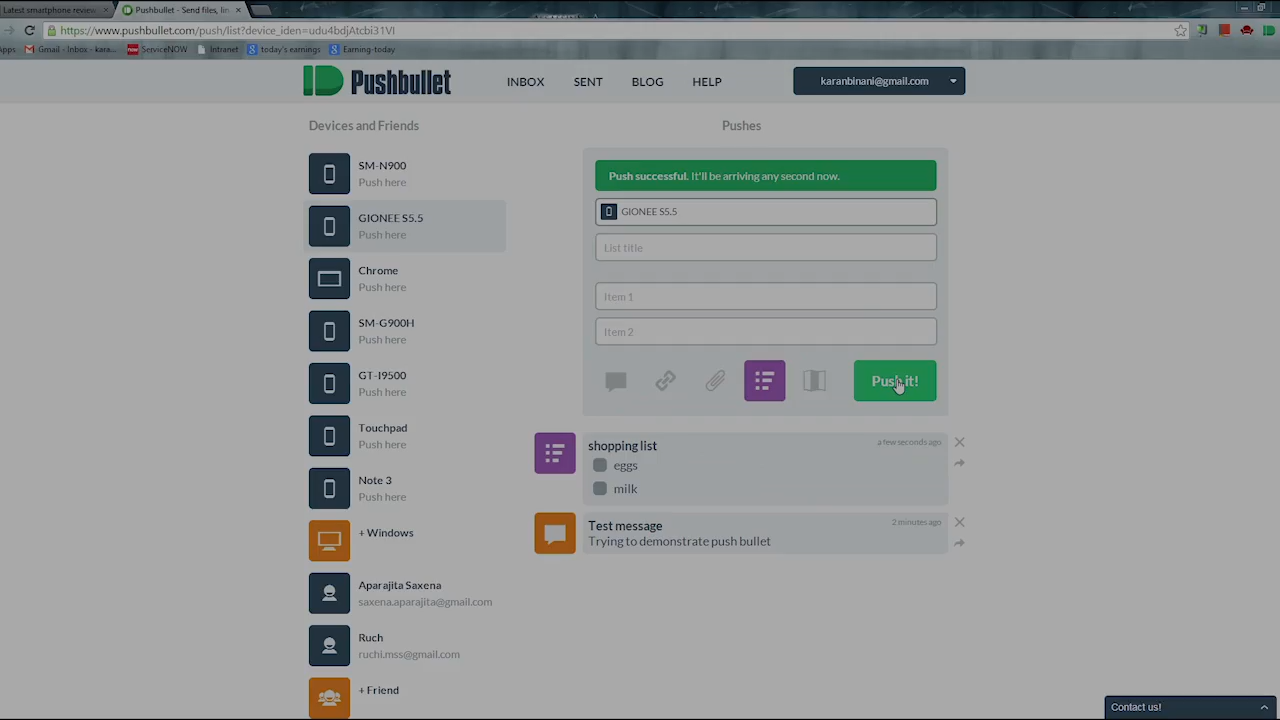 Latest smartphone review
Pushbullet - Send files, lin
https://www.pushbullet.com/push/list?device_iden=udu4bdjAtcbi31VI
Apps
Gmail - Inbox - kara...
ServiceNOW
Intranet
today's earnings
Earning-today
Pushbullet
INBOX
SENT
BLOG
HELP
karanbinani@gmail.com
Devices and Friends
Pushes
SM-N900
Push here
GIONEE S5.5
Push here
Chrome
Push here
SM-G900H
Push here
GT-I9500
Push here
Touchpad
Push here
Note 3
Push here
+ Windows
Aparajita Saxena
saxena.aparajita@gmail.com
Ruch
ruchi.mss@gmail.com
+ Friend
Push successful. It'll be arriving any second now.
GIONEE S5.5
List title
Item 1
Item 2
Push it!
shopping list
a few seconds ago
eggs
milk
Test message
2 minutes ago
Trying to demonstrate push bullet
Contact us!